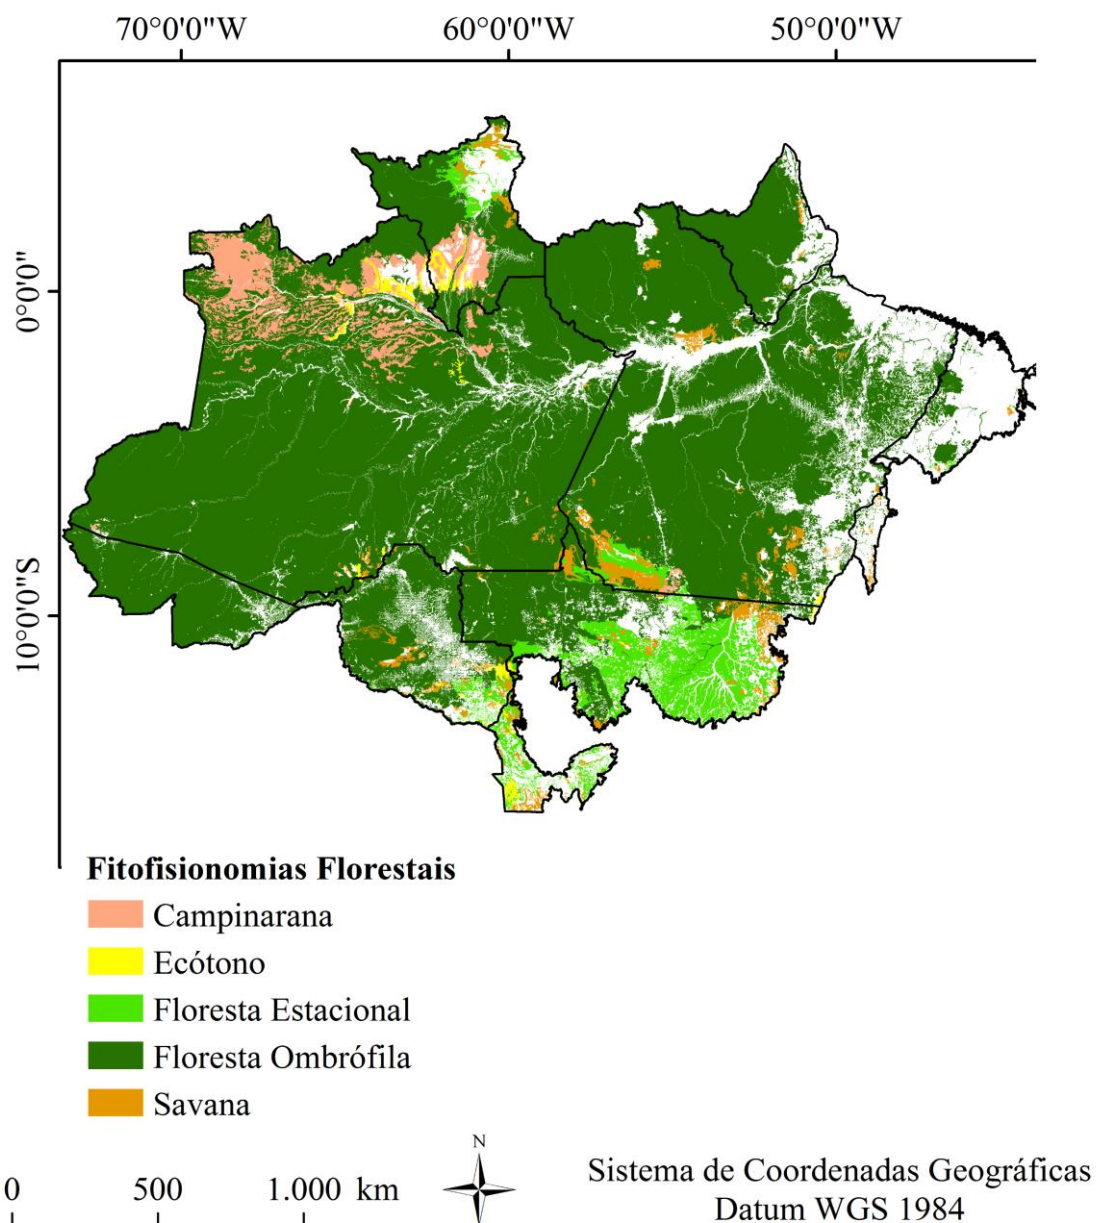 70°0'0"W 60°0'0"W 50°0'0"W
0°0'0"
10°0'0"S
Fitofisionomias Florestais
Campinarana
Ecótono
Floresta Estacional
Floresta Ombrófila
Savana
N
0 500 1.000 km
Sistema de Coordenadas Geográficas
Datum WGS 1984